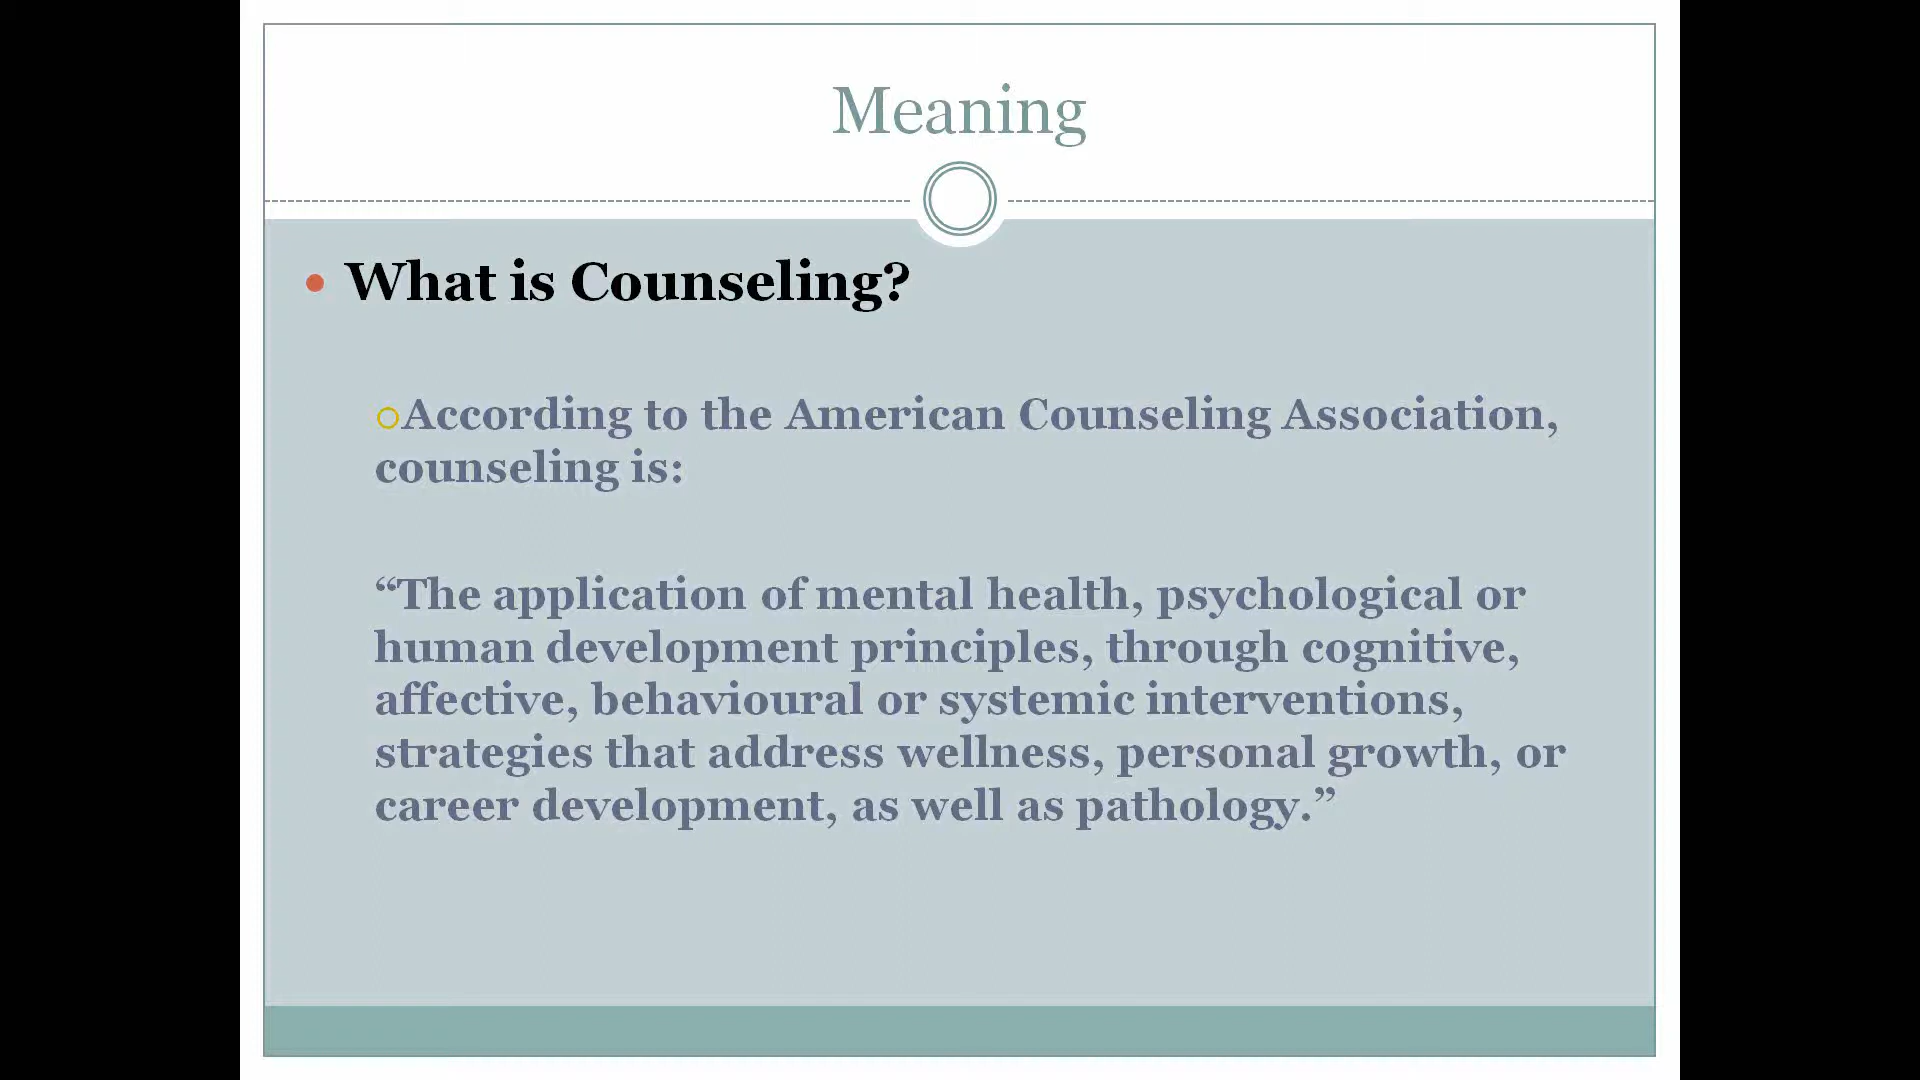 Meaning
What is Counseling?
According to the American Counseling Association,
counseling is:
“The application of mental health, psychological or
human development principles, through cognitive,
affective, behavioural or systemic interventions,
strategies that address wellness, personal growth, or
career development, as well as pathology.”